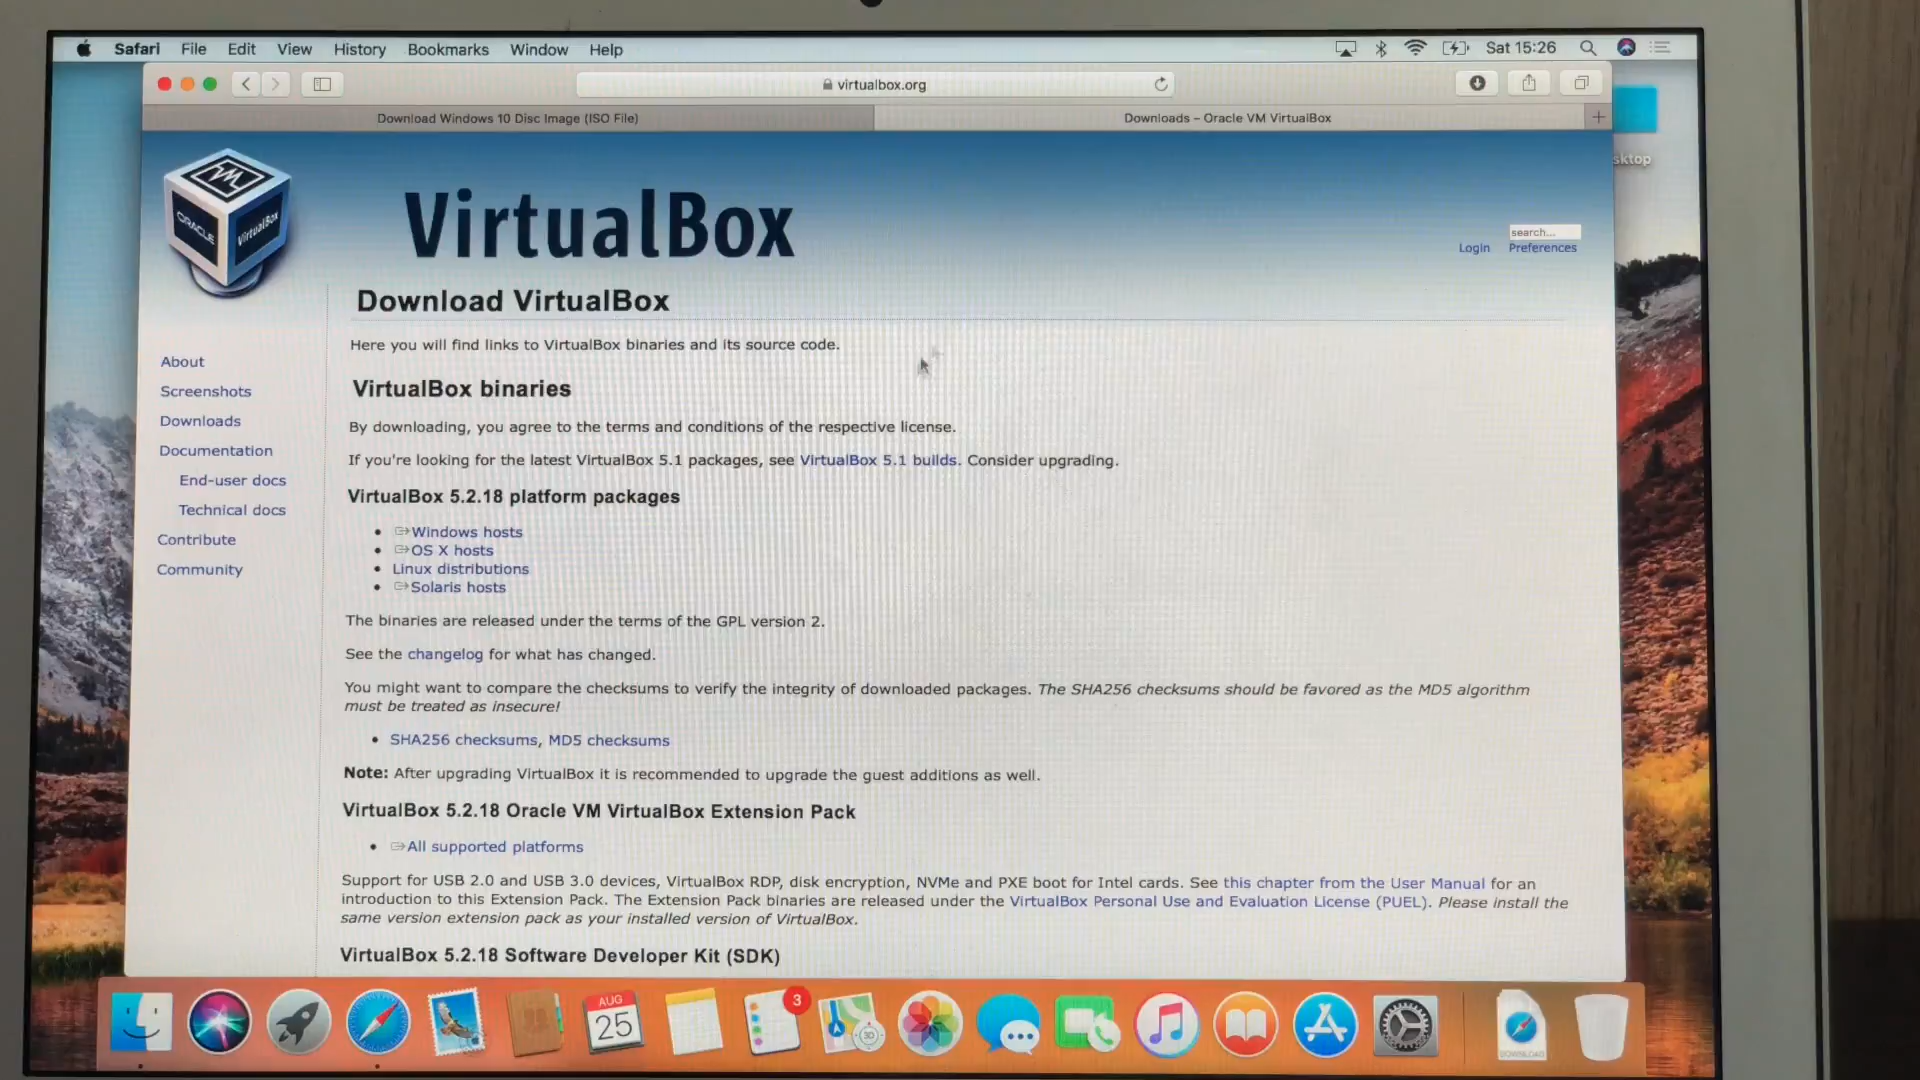 Safari File Edit View History Bookmarks Window Help Sat 15:26
virtualbox.org
Download Windows 10 Disc Image (ISO File) Downloads – Oracle VM VirtualBox
sktop
ORACLE VirtualBox
VirtualBox
search...
Login Preferences
Download VirtualBox
Here you will find links to VirtualBox binaries and its source code.
About
Screenshots
Downloads
Documentation
End-user docs
Technical docs
Contribute
Community
VirtualBox binaries
By downloading, you agree to the terms and conditions of the respective license.
If you're looking for the latest VirtualBox 5.1 packages, see VirtualBox 5.1 builds. Consider upgrading.
VirtualBox 5.2.18 platform packages
• Windows hosts
• OS X hosts
• Linux distributions
• Solaris hosts
The binaries are released under the terms of the GPL version 2.
See the changelog for what has changed.
You might want to compare the checksums to verify the integrity of downloaded packages. The SHA256 checksums should be favored as the MD5 algorithm
must be treated as insecure!
• SHA256 checksums, MD5 checksums
Note: After upgrading VirtualBox it is recommended to upgrade the guest additions as well.
VirtualBox 5.2.18 Oracle VM VirtualBox Extension Pack
• All supported platforms
Support for USB 2.0 and USB 3.0 devices, VirtualBox RDP, disk encryption, NVMe and PXE boot for Intel cards. See this chapter from the User Manual for an
introduction to this Extension Pack. The Extension Pack binaries are released under the VirtualBox Personal Use and Evaluation License (PUEL). Please install the
same version extension pack as your installed version of VirtualBox.
VirtualBox 5.2.18 Software Developer Kit (SDK)
AUG
25
3
3D
DOWNLOAD